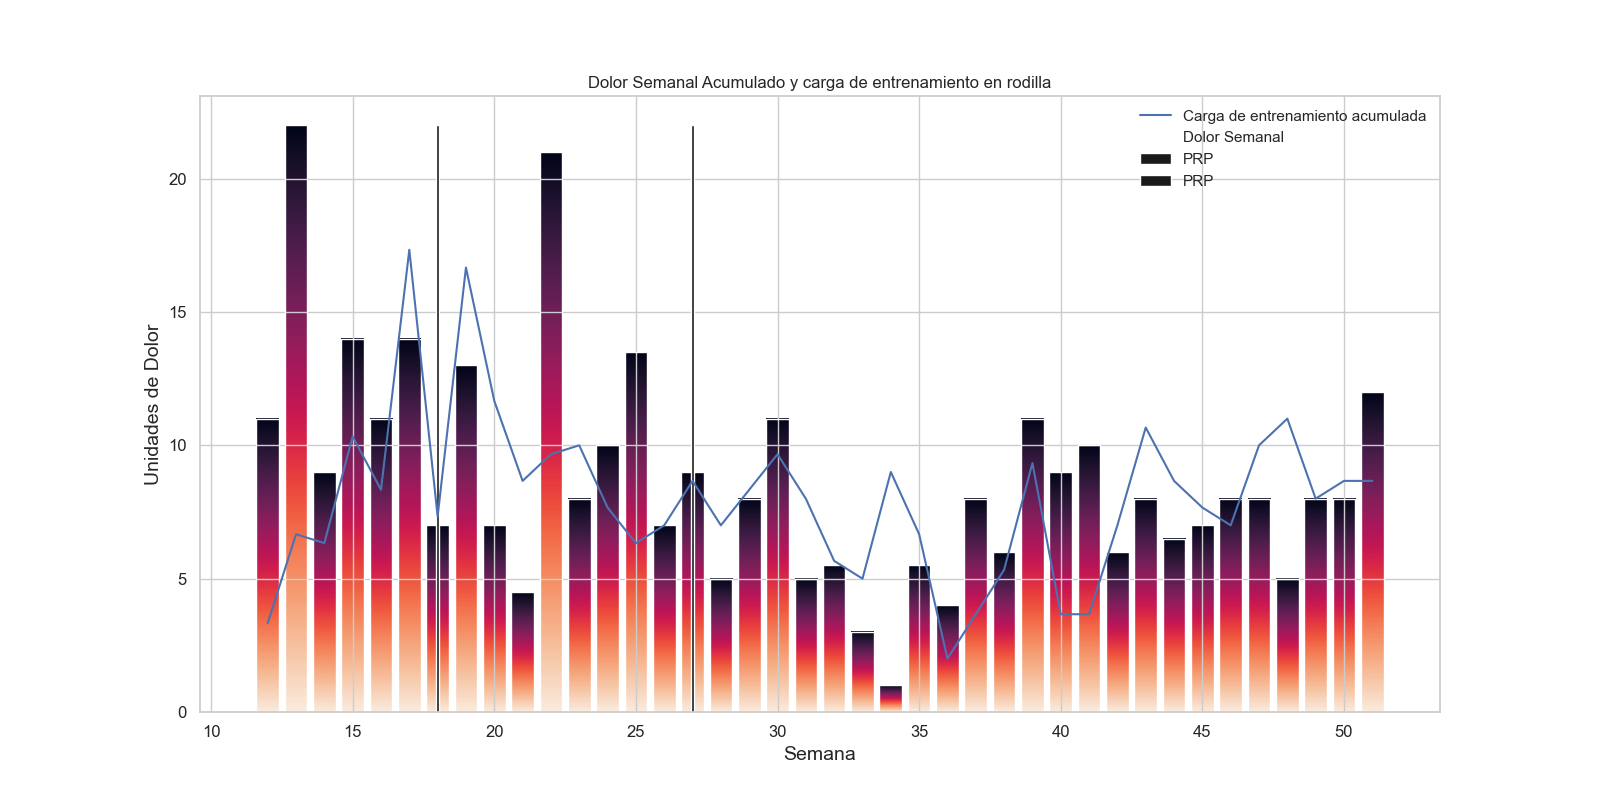 Dolor Semanal Acumulado y carga de entrenamiento en rodilla
Carga de entrenamiento acumulada
Dolor Semanal
PRP
PRP
Unidades de Dolor
20
15
10
5
0
10 15 20 25 30 35 40 45 50
Semana